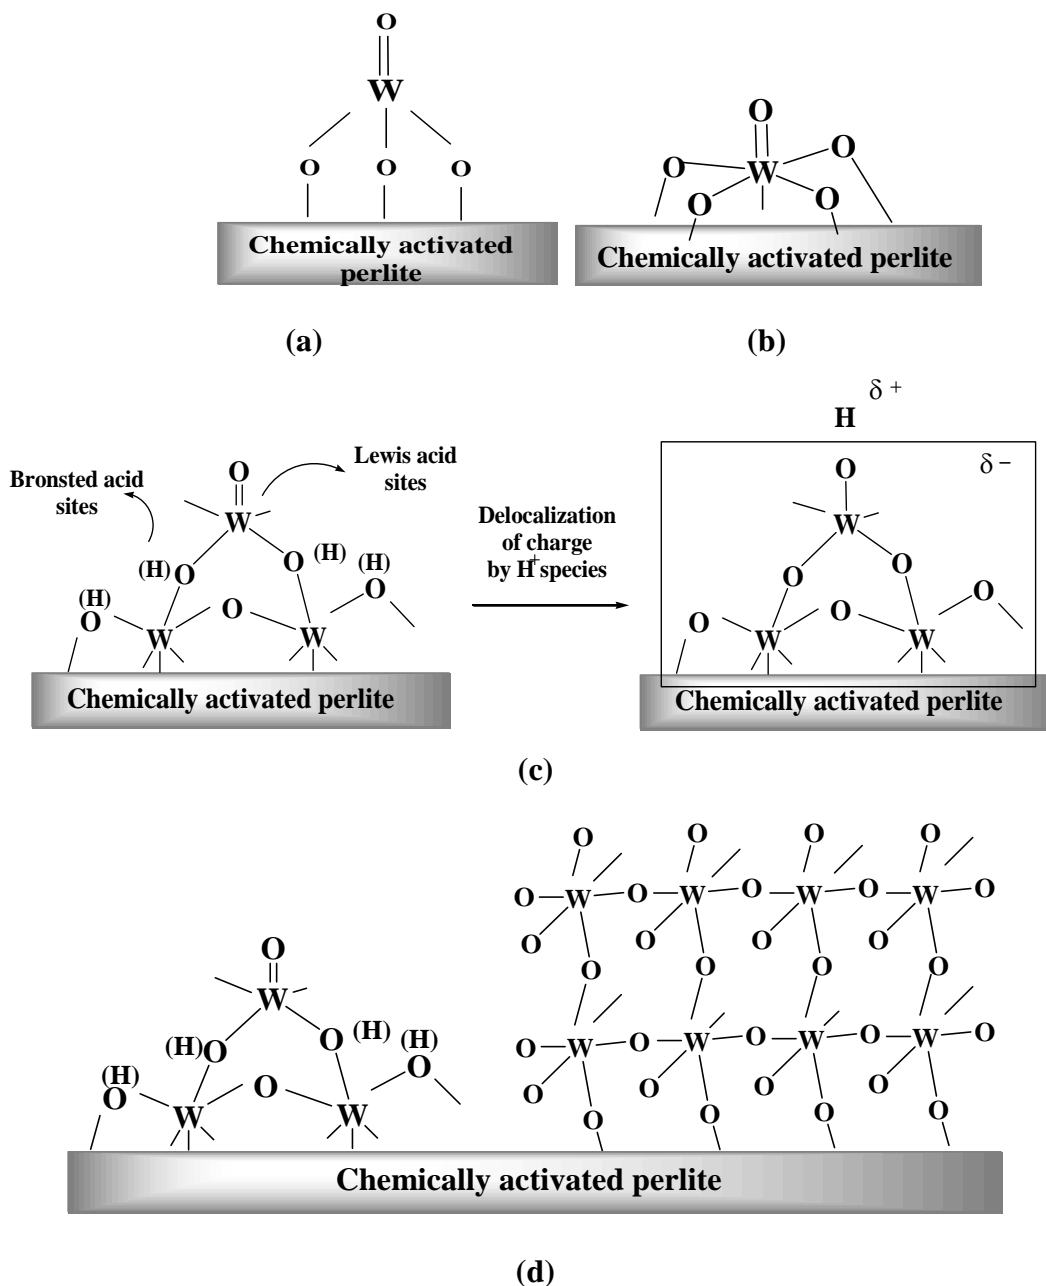 O
W
O O O
Chemically activated
perlite
(a)
O
O O
W
O O
Chemically activated perlite
(b)
Bronsted acid
sites
Lewis acid
sites
O
W
(H) O O (H)
(H) (H)
O O O
W W
Chemically activated perlite
Delocalization
of charge
by H+ species
H δ +
δ −
O
W
O O
O O O
W W
Chemically activated perlite
(c)
O
W
(H) O O (H)
(H) (H)
O O O
W W
O O O O
O W O W O W O W O
O O O O
O O O O
O W O W O W O W O
O O O O
O O O O
Chemically activated perlite
(d)